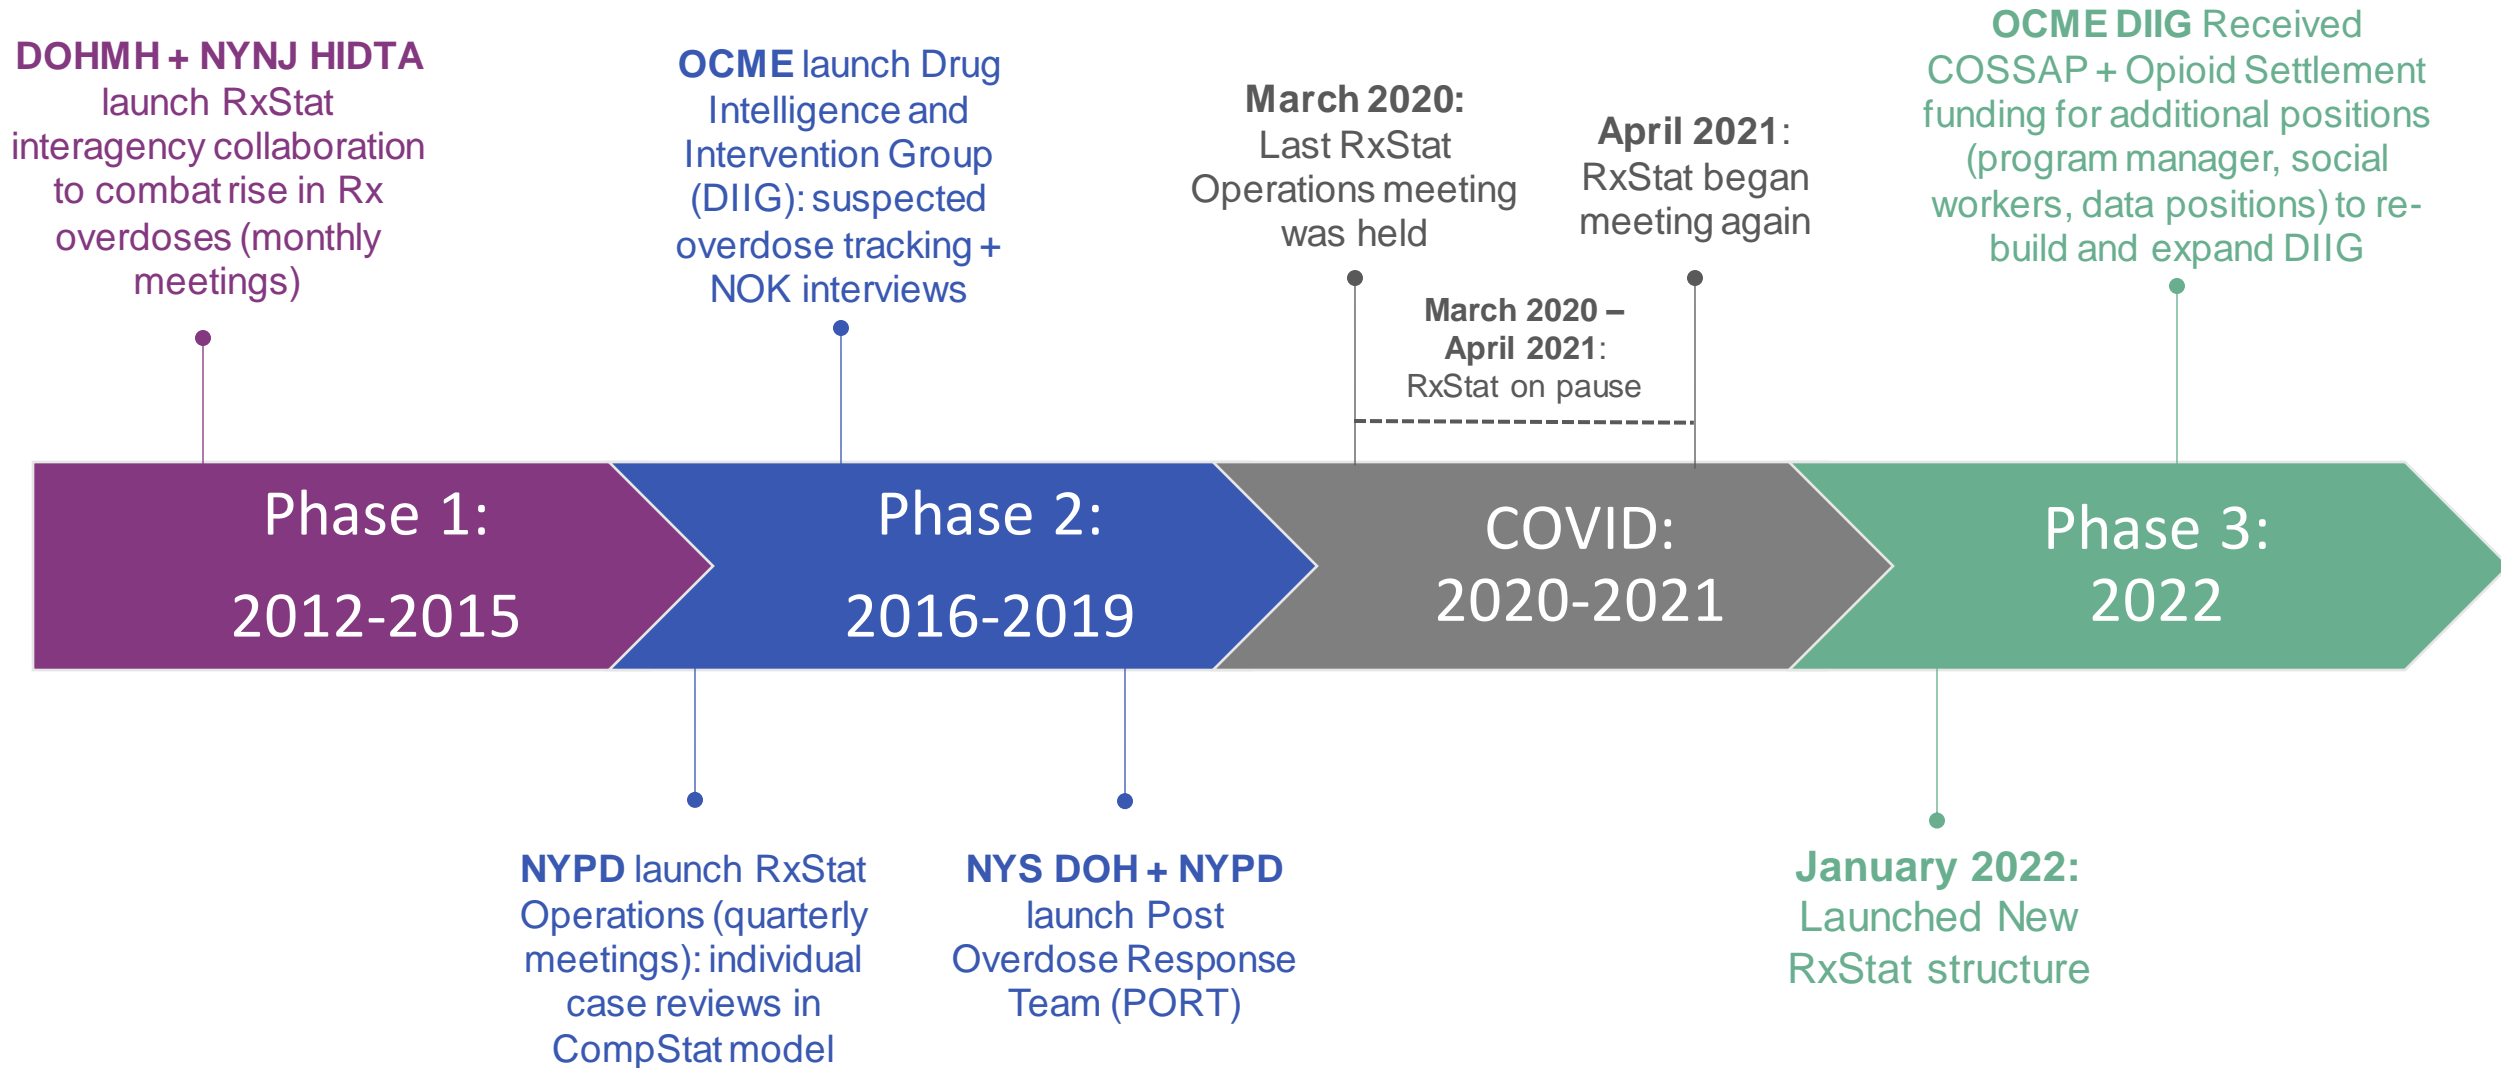 DOHMH + NYNJ HIDTA
launch RxStat
interagency collaboration
to combat rise in Rx
overdoses (monthly
meetings)
OCME launch Drug
Intelligence and
Intervention Group
(DIIG): suspected
overdose tracking +
NOK interviews
March 2020:
Last RxStat
Operations meeting
was held
April 2021:
RxStat began
meeting again
March 2020 –
April 2021:
RxStat on pause
OCME DIIG Received
COSSAP + Opioid Settlement
funding for additional positions
(program manager, social
workers, data positions) to re-
build and expand DIIG
Phase 1:
2012-2015
Phase 2:
2016-2019
COVID:
2020-2021
Phase 3:
2022
NYPD launch RxStat
Operations (quarterly
meetings): individual
case reviews in
CompStat model
NYS DOH + NYPD
launch Post
Overdose Response
Team (PORT)
January 2022:
Launched New
RxStat structure